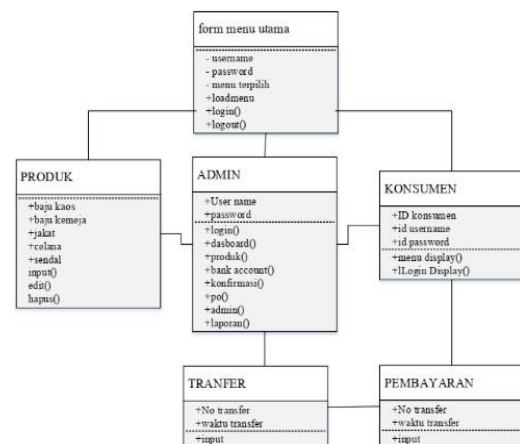 form menu utama
- username
- password
- menu terpilih
+loadmenu
+login()
+logout()
PRODUK
+baju kaos
+baju kemeja
+jakat
+celana
+sendal
input()
edit()
hapus()
ADMIN
+User name
+password
+login()
+dasboard()
+produk()
+bank account()
+konfirmasi()
+po()
+admin()
+laporan()
KONSUMEN
+ID konsumen
+id username
+id password
+menu display()
+lLogin Display()
TRANFER
+No transfer
+waktu transfer
+input
PEMBAYARAN
+No transfer
+waktu transfer
+input